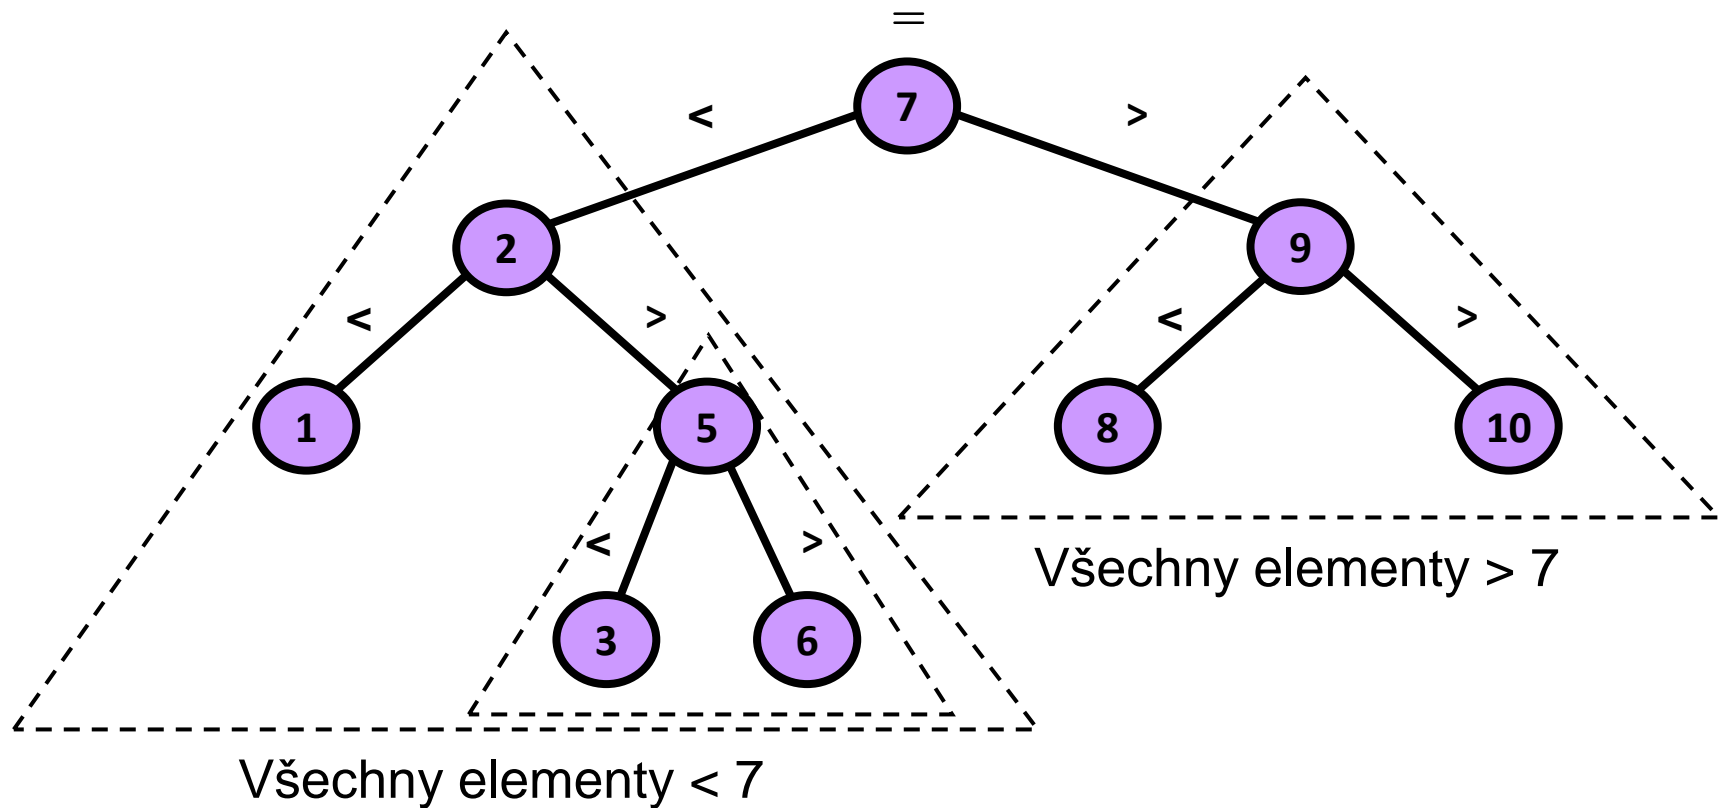 =
< 7 >
2 9
< > < >
1 5 8 10
< >
Všechny elementy > 7
3 6
Všechny elementy < 7